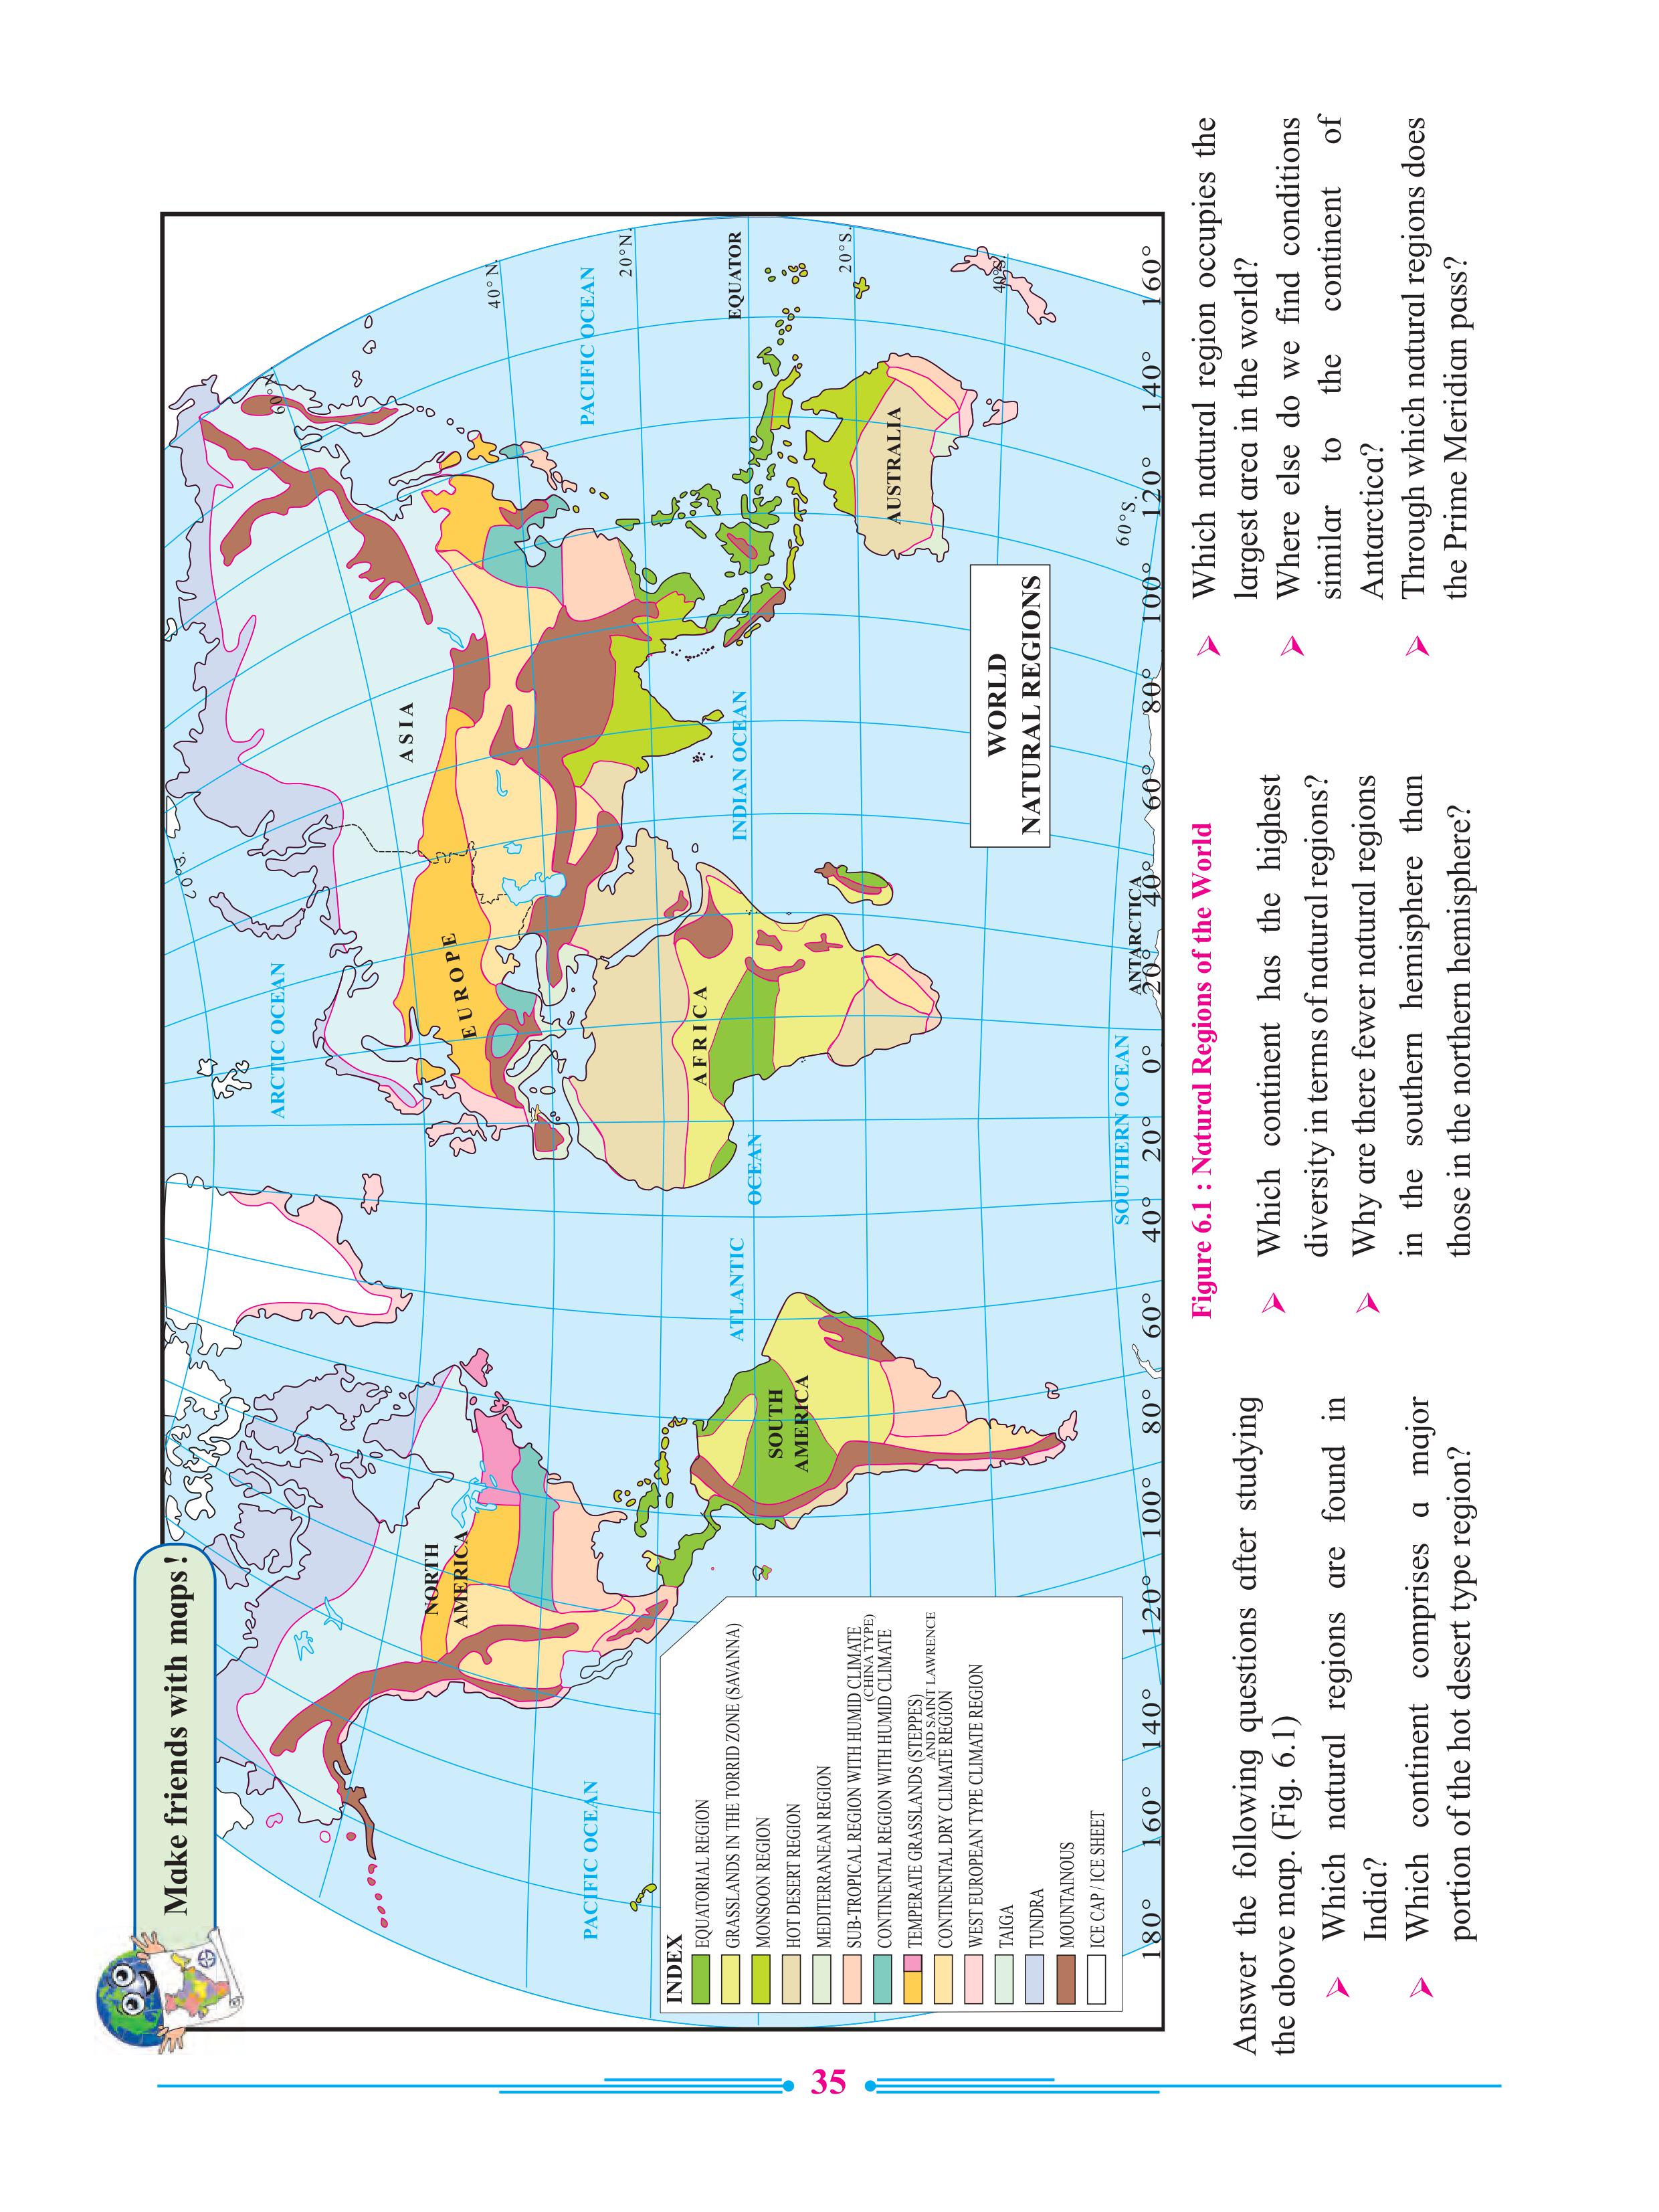 Make friends with maps!
ARCTIC OCEAN
PACIFIC OCEAN
PACIFIC OCEAN
ATLANTIC
OCEAN
INDIAN OCEAN
SOUTHERN OCEAN
NORTH
AMERICA
SOUTH
AMERICA
EUROPE
ASIA
AFRICA
AUSTRALIA
ANTARCTICA
60°N.
40°N.
20°N.
EQUATOR
20°S.
40°S.
60°S.
WORLD
NATURAL REGIONS
INDEX
EQUATORIAL REGION
GRASSLANDS IN THE TORRID ZONE (SAVANNA)
MONSOON REGION
HOT DESERT REGION
MEDITERRANEAN REGION
SUB-TROPICAL REGION WITH HUMID CLIMATE
(CHINA TYPE)
CONTINENTAL REGION WITH HUMID CLIMATE
TEMPERATE GRASSLANDS (STEPPES)
AND SAINT LAWRENCE
CONTINENTAL DRY CLIMATE REGION
WEST EUROPEAN TYPE CLIMATE REGION
TAIGA
TUNDRA
MOUNTAINOUS
ICE CAP / ICE SHEET
180° 160° 140° 120° 100° 80° 60° 40° 20° 0° 20° 40° 60° 80° 100° 120° 140° 160°
Figure 6.1 : Natural Regions of the World
Answer the following questions after studying
the above map. (Fig. 6.1)
➤ Which natural regions are found in
India?
➤ Which continent comprises a major
portion of the hot desert type region?
➤ Which continent has the highest
diversity in terms of natural regions?
➤ Why are there fewer natural regions
in the southern hemisphere than
those in the northern hemisphere?
➤ Which natural region occupies the
largest area in the world?
➤ Where else do we find conditions
similar to the continent of
Antarctica?
➤ Through which natural regions does
the Prime Meridian pass?
35